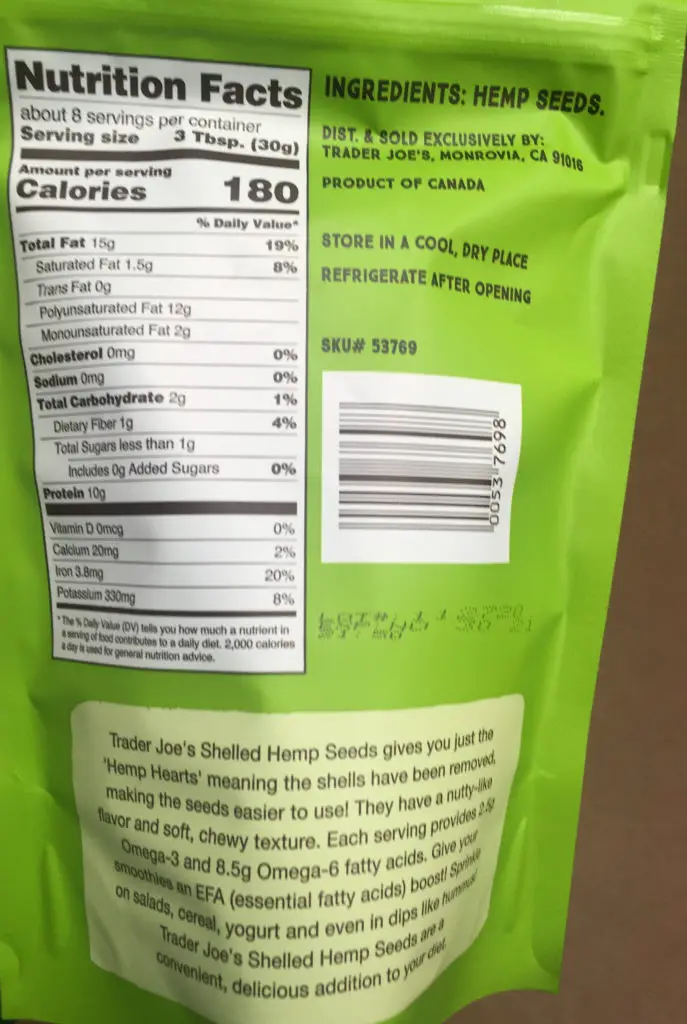 Nutrition Facts
about 8 servings per container
Serving size 3 Tbsp. (30g)
Amount per serving
Calories 180
% Daily Value*
Total Fat 15g 19%
Saturated Fat 1.5g 8%
Trans Fat 0g
Polyunsaturated Fat 12g
Monounsaturated Fat 2g
Cholesterol 0mg 0%
Sodium 0mg 0%
Total Carbohydrate 2g 1%
Dietary Fiber 1g 4%
Total Sugars less than 1g
Includes 0g Added Sugars 0%
Protein 10g
Vitamin D 0mcg 0%
Calcium 20mg 2%
Iron 3.8mg 20%
Potassium 330mg 8%
* The % Daily Value (DV) tells you how much a nutrient in
a serving of food contributes to a daily diet. 2,000 calories
a day is used for general nutrition advice.
INGREDIENTS: HEMP SEEDS.
DIST. & SOLD EXCLUSIVELY BY:
TRADER JOE'S, MONROVIA, CA 91016
PRODUCT OF CANADA
STORE IN A COOL, DRY PLACE
REFRIGERATE AFTER OPENING
SKU# 53769
0053 7698
Trader Joe's Shelled Hemp Seeds gives you just the
'Hemp Hearts' meaning the shells have been removed,
making the seeds easier to use! They have a nutty-like
flavor and soft, chewy texture. Each serving provides 2.5g
Omega-3 and 8.5g Omega-6 fatty acids. Give your
smoothies an EFA (essential fatty acids) boost! Sprinkle
on salads, cereal, yogurt and even in dips like hummus!
Trader Joe's Shelled Hemp Seeds are a
convenient, delicious addition to your diet.